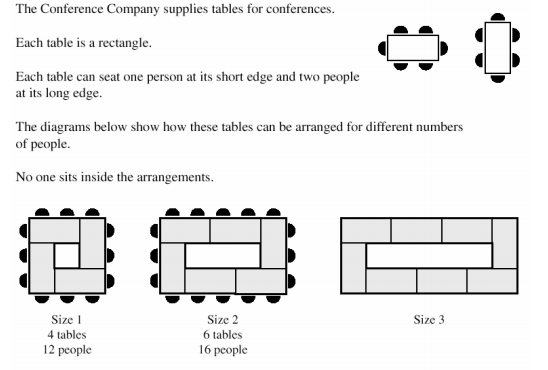 The Conference Company supplies tables for conferences.
Each table is a rectangle.
Each table can seat one person at its short edge and two people
at its long edge.
The diagrams below show how these tables can be arranged for different numbers
of people.
No one sits inside the arrangements.
Size 1
4 tables
12 people
Size 2
6 tables
16 people
Size 3